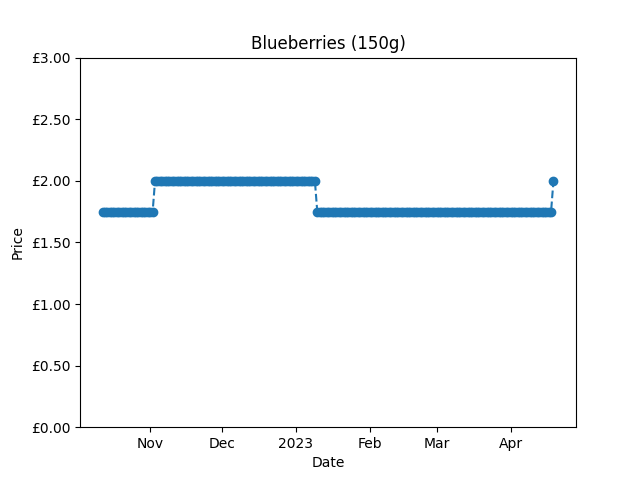 Blueberries (150g)
£3.00
£2.50
£2.00
£1.50
£1.00
£0.50
£0.00
Price
Nov Dec 2023 Feb Mar Apr
Date